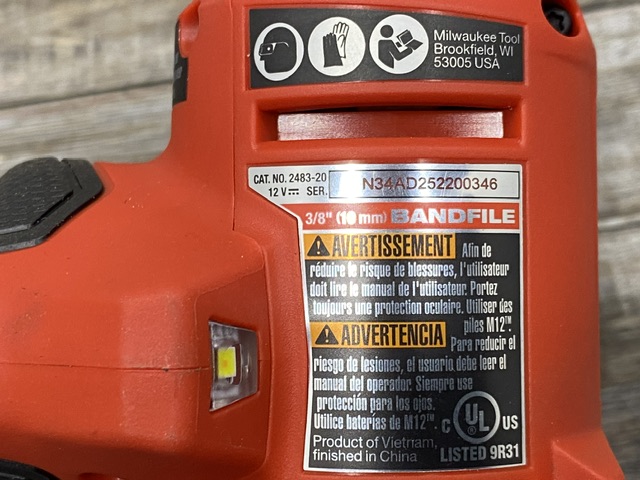 Milwaukee Tool
Brookfield, WI
53005 USA
CAT. NO. 2483-20
12 V SER.
N34AD252200346
3/8" (10 mm) BANDFILE
AVERTISSEMENT Afin de
réduire le risque de blessures, l'utilisateur
doit lire le manual de l'utilisateur. Portez
toujours une protection oculaire. Utiliser des
piles M12™.
ADVERTENCIA Para reducir el
riesgo de lesiones, el usuario debe leer el
manual del operador. Siempre use
protección para los ojos.
Utilice baterías de M12™.
C UL US
Product of Vietnam,
finished in China
LISTED 9R31